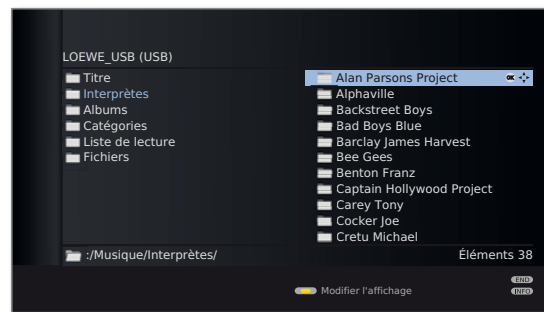 LOEWE_USB (USB)
Titre
Interprètes
Albums
Catégories
Liste de lecture
Fichiers
Alan Parsons Project OK
Alphaville
Backstreet Boys
Bad Boys Blue
Barclay James Harvest
Bee Gees
Benton Franz
Captain Hollywood Project
Carey Tony
Cocker Joe
Cretu Michael
:/Musique/Interprètes/ Éléments 38
END
Modifier l'affichage INFO